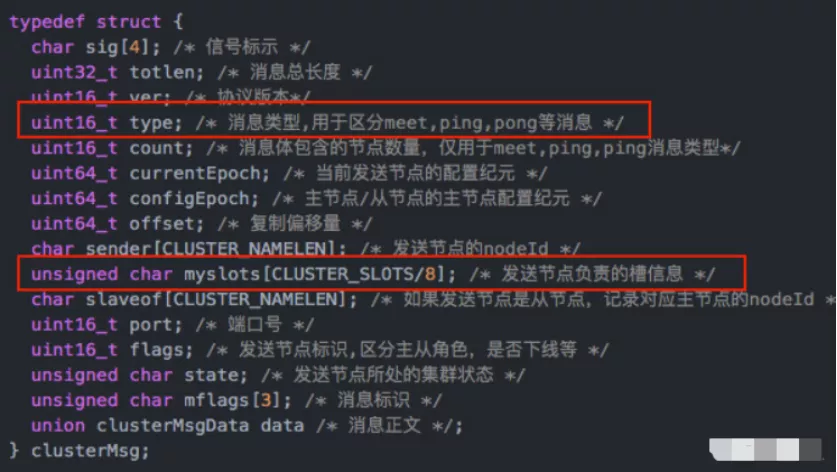 typedef struct {
char sig[4]; /* 信号标示 */
uint32_t totlen; /* 消息总长度 */
uint16_t ver; /* 协议版本*/
uint16_t type; /* 消息类型,用于区分meet,ping,pong等消息 */
uint16_t count; /* 消息体包含的节点数量，仅用于meet,ping,ping消息类型*/
uint64_t currentEpoch; /* 当前发送节点的配置纪元 */
uint64_t configEpoch; /* 主节点/从节点的主节点配置纪元 */
uint64_t offset; /* 复制偏移量 */
char sender[CLUSTER_NAMELEN]; /* 发送节点的nodeId */
unsigned char myslots[CLUSTER_SLOTS/8]; /* 发送节点负责的槽信息 */
char slaveof[CLUSTER_NAMELEN]; /* 如果发送节点是从节点，记录对应主节点的nodeId *
uint16_t port; /* 端口号 */
uint16_t flags; /* 发送节点标识,区分主从角色，是否下线等 */
unsigned char state; /* 发送节点所处的集群状态 */
unsigned char mflags[3]; /* 消息标识 */
union clusterMsgData data /* 消息正文 */;
} clusterMsg;